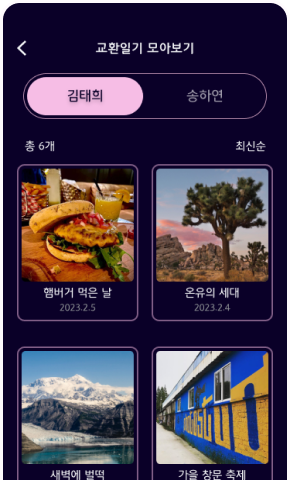 교환일기 모아보기
김태희 송하연
총 6개 최신순
햄버거 먹은 날 온유의 세대
2023.2.5 2023.2.4
새벽에 벌떡 가을 창문 축제